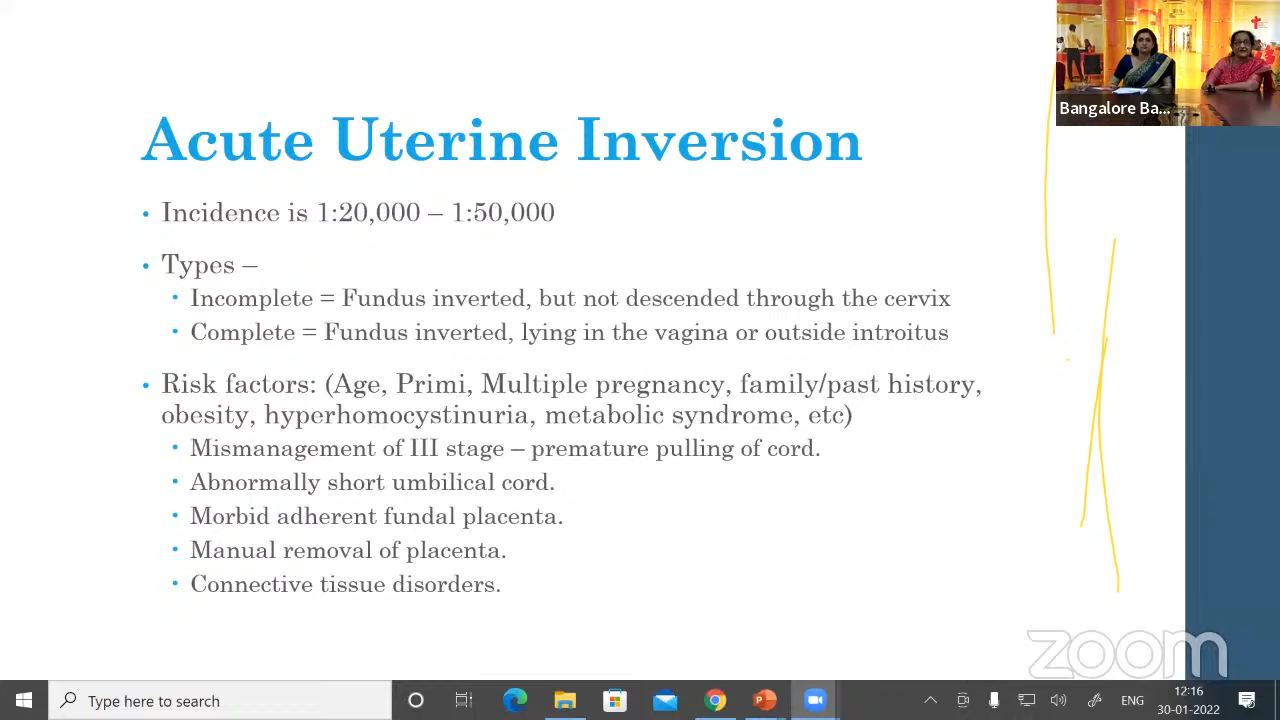 Bangalore Ba...
Acute Uterine Inversion
• Incidence is 1:20,000 – 1:50,000
• Types –
• Incomplete = Fundus inverted, but not descended through the cervix
• Complete = Fundus inverted, lying in the vagina or outside introitus
• Risk factors: (Age, Primi, Multiple pregnancy, family/past history,
obesity, hyperhomocystinuria, metabolic syndrome, etc)
• Mismanagement of III stage – premature pulling of cord.
• Abnormally short umbilical cord.
• Morbid adherent fundal placenta.
• Manual removal of placenta.
• Connective tissue disorders.
zoom
Type here to search
ENG
12:16
30-01-2022